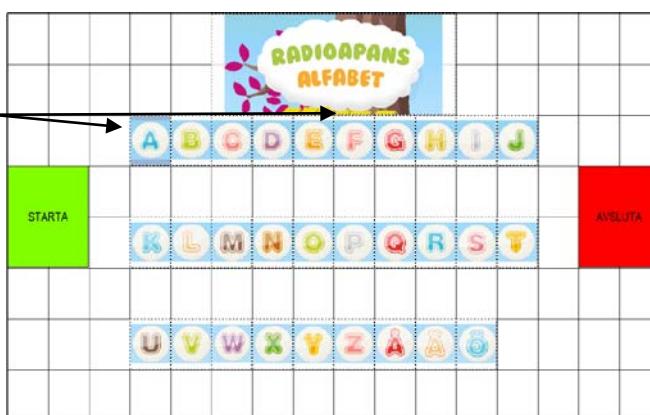 RADIOAPANS
ALFABET
A B C D E F G H I J
STARTA
AVSLUTA
K L M N O P Q R S T
U V W X Y Z Å Ä Ö